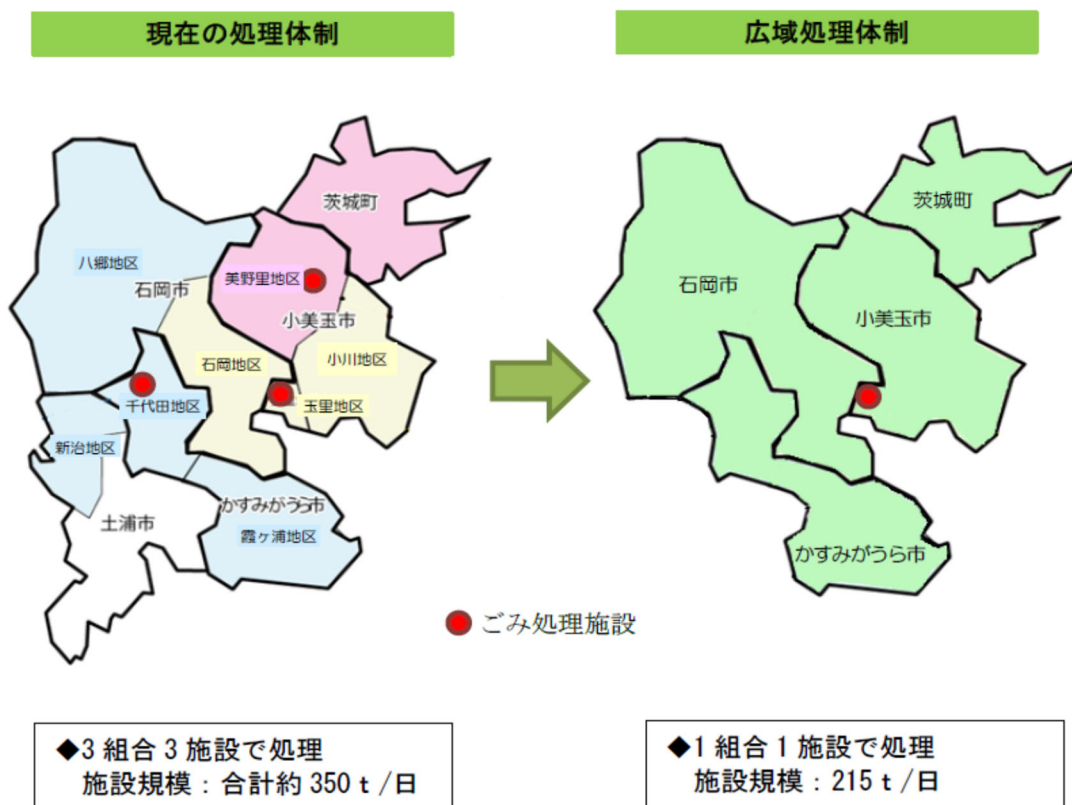 現在の処理体制
広域処理体制
茨城町
八郷地区
石岡市
美野里地区
小美玉市
石岡地区
小川地区
千代田地区
玉里地区
新治地区
土浦市
かすみがうら市
霞ヶ浦地区
茨城町
石岡市
小美玉市
かすみがうら市
ごみ処理施設
◆3組合3施設で処理
施設規模：合計約350ｔ/日
◆1組合1施設で処理
施設規模：215ｔ/日